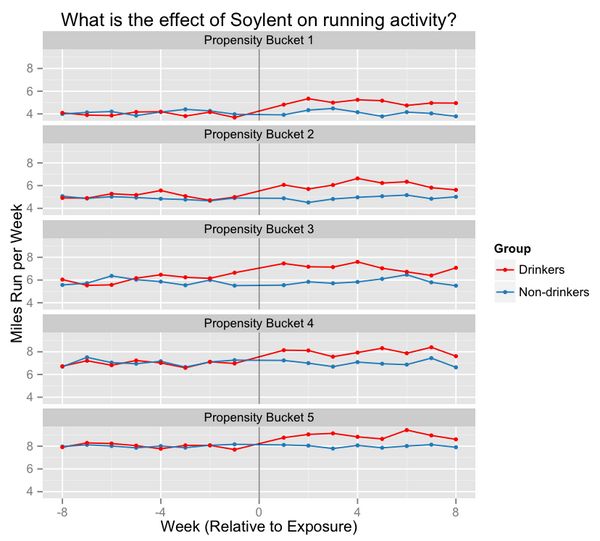 What is the effect of Soylent on running activity?
Propensity Bucket 1
8
6
4
Propensity Bucket 2
8
6
4
Propensity Bucket 3
8
6
4
Propensity Bucket 4
8
6
4
Propensity Bucket 5
8
6
4
-8 -4 0 4 8
Week (Relative to Exposure)
Miles Run per Week
Group
Drinkers
Non-drinkers